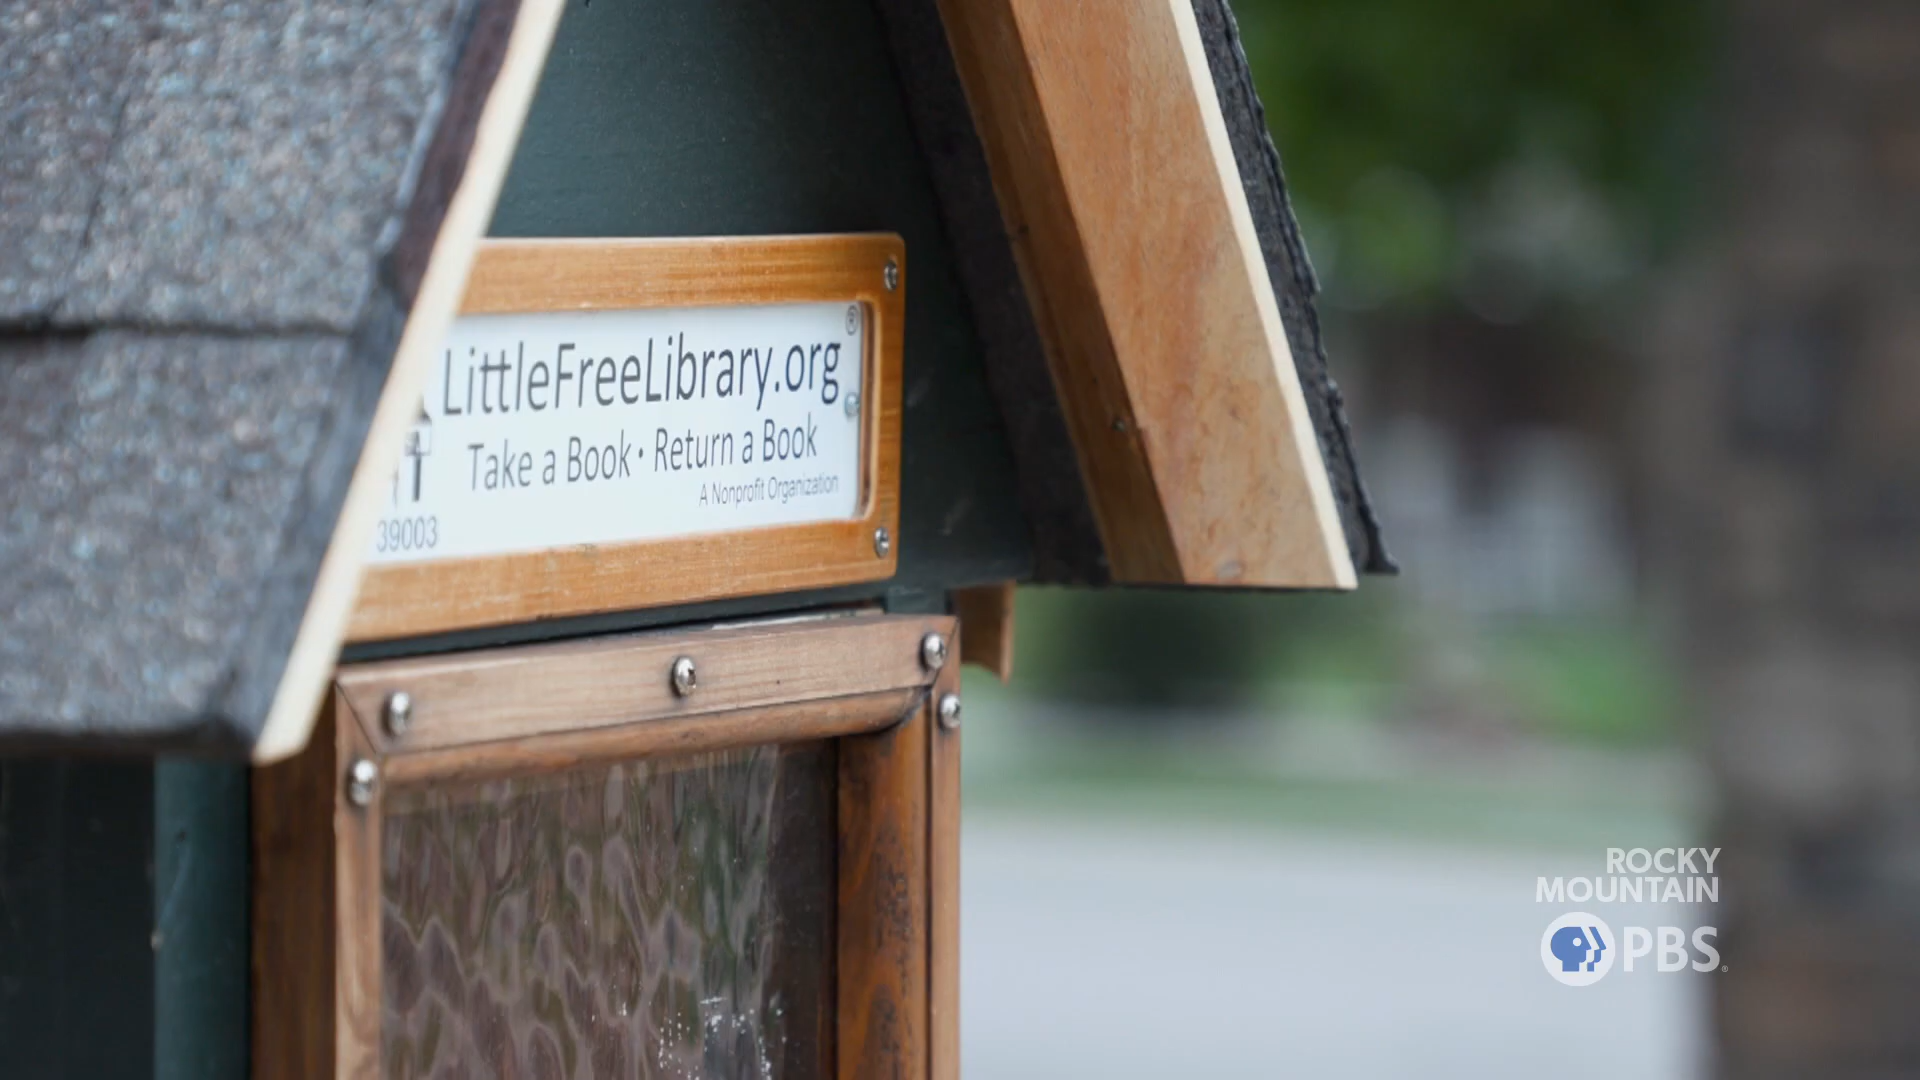 LittleFreeLibrary.org®
Take a Book · Return a Book
A Nonprofit Organization
39003
ROCKY
MOUNTAIN
PBS